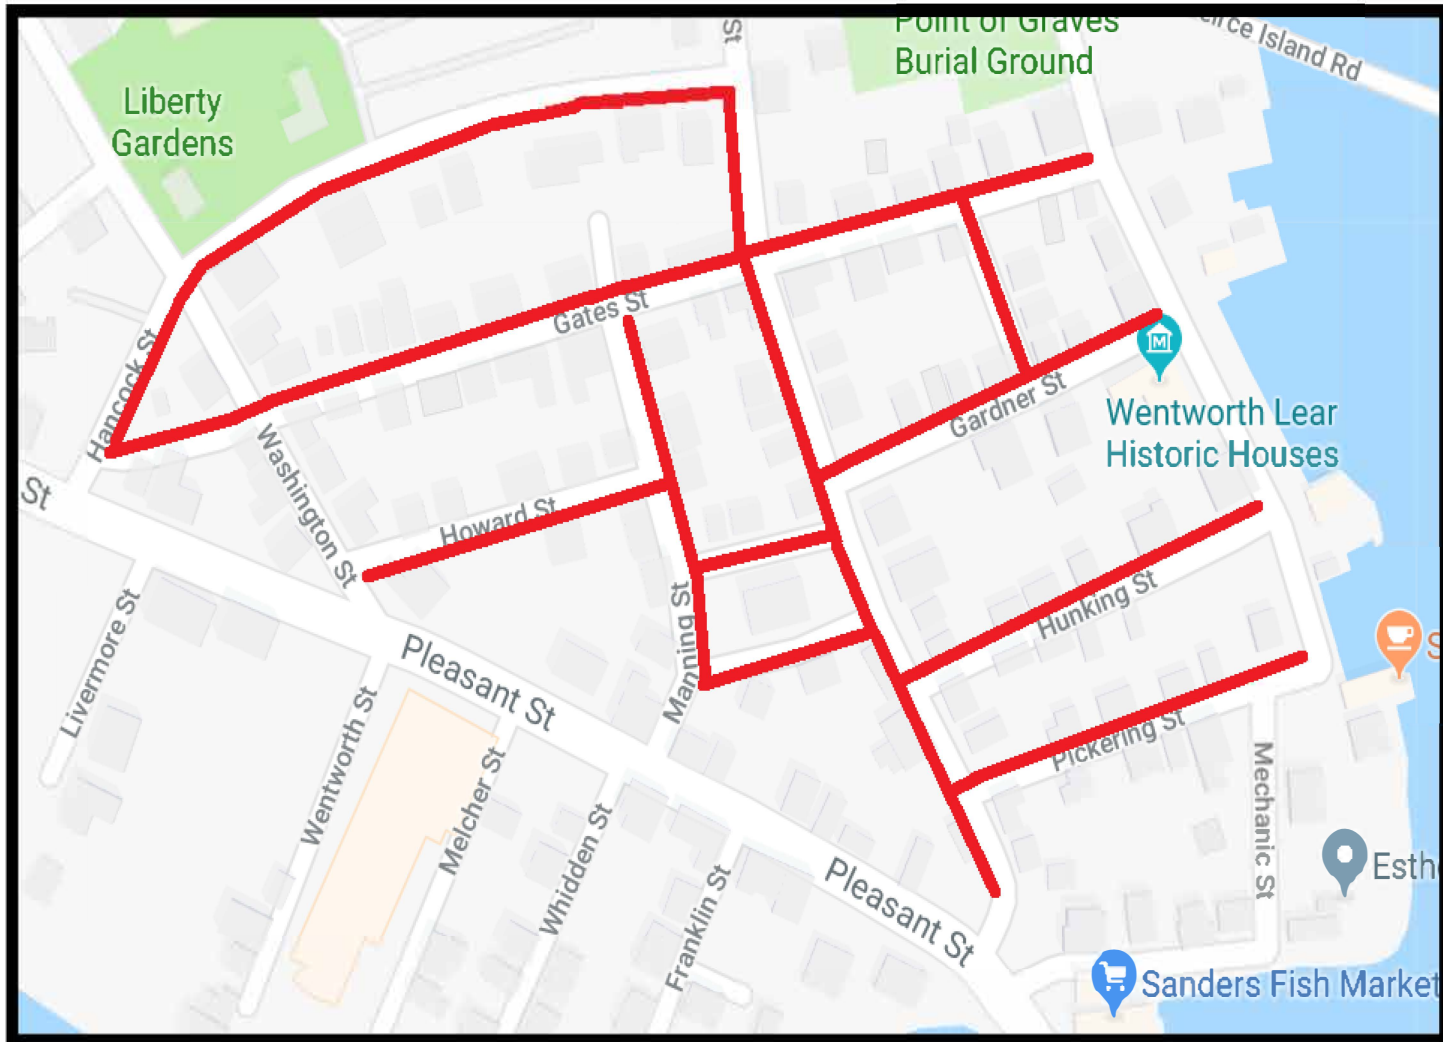 St
Point of Graves
Burial Ground
Island Rd
Liberty
Gardens
Gates St
Hancock St
Washington St
Howard St
Gardner St
Wentworth Lear
Historic Houses
St
Hunking St
Manning St
Livermore St
Pleasant St
Wentworth St
Pickering St
Melcher St
Mechanic St
Whidden St
Franklin St
Pleasant St
Sanders Fish Market